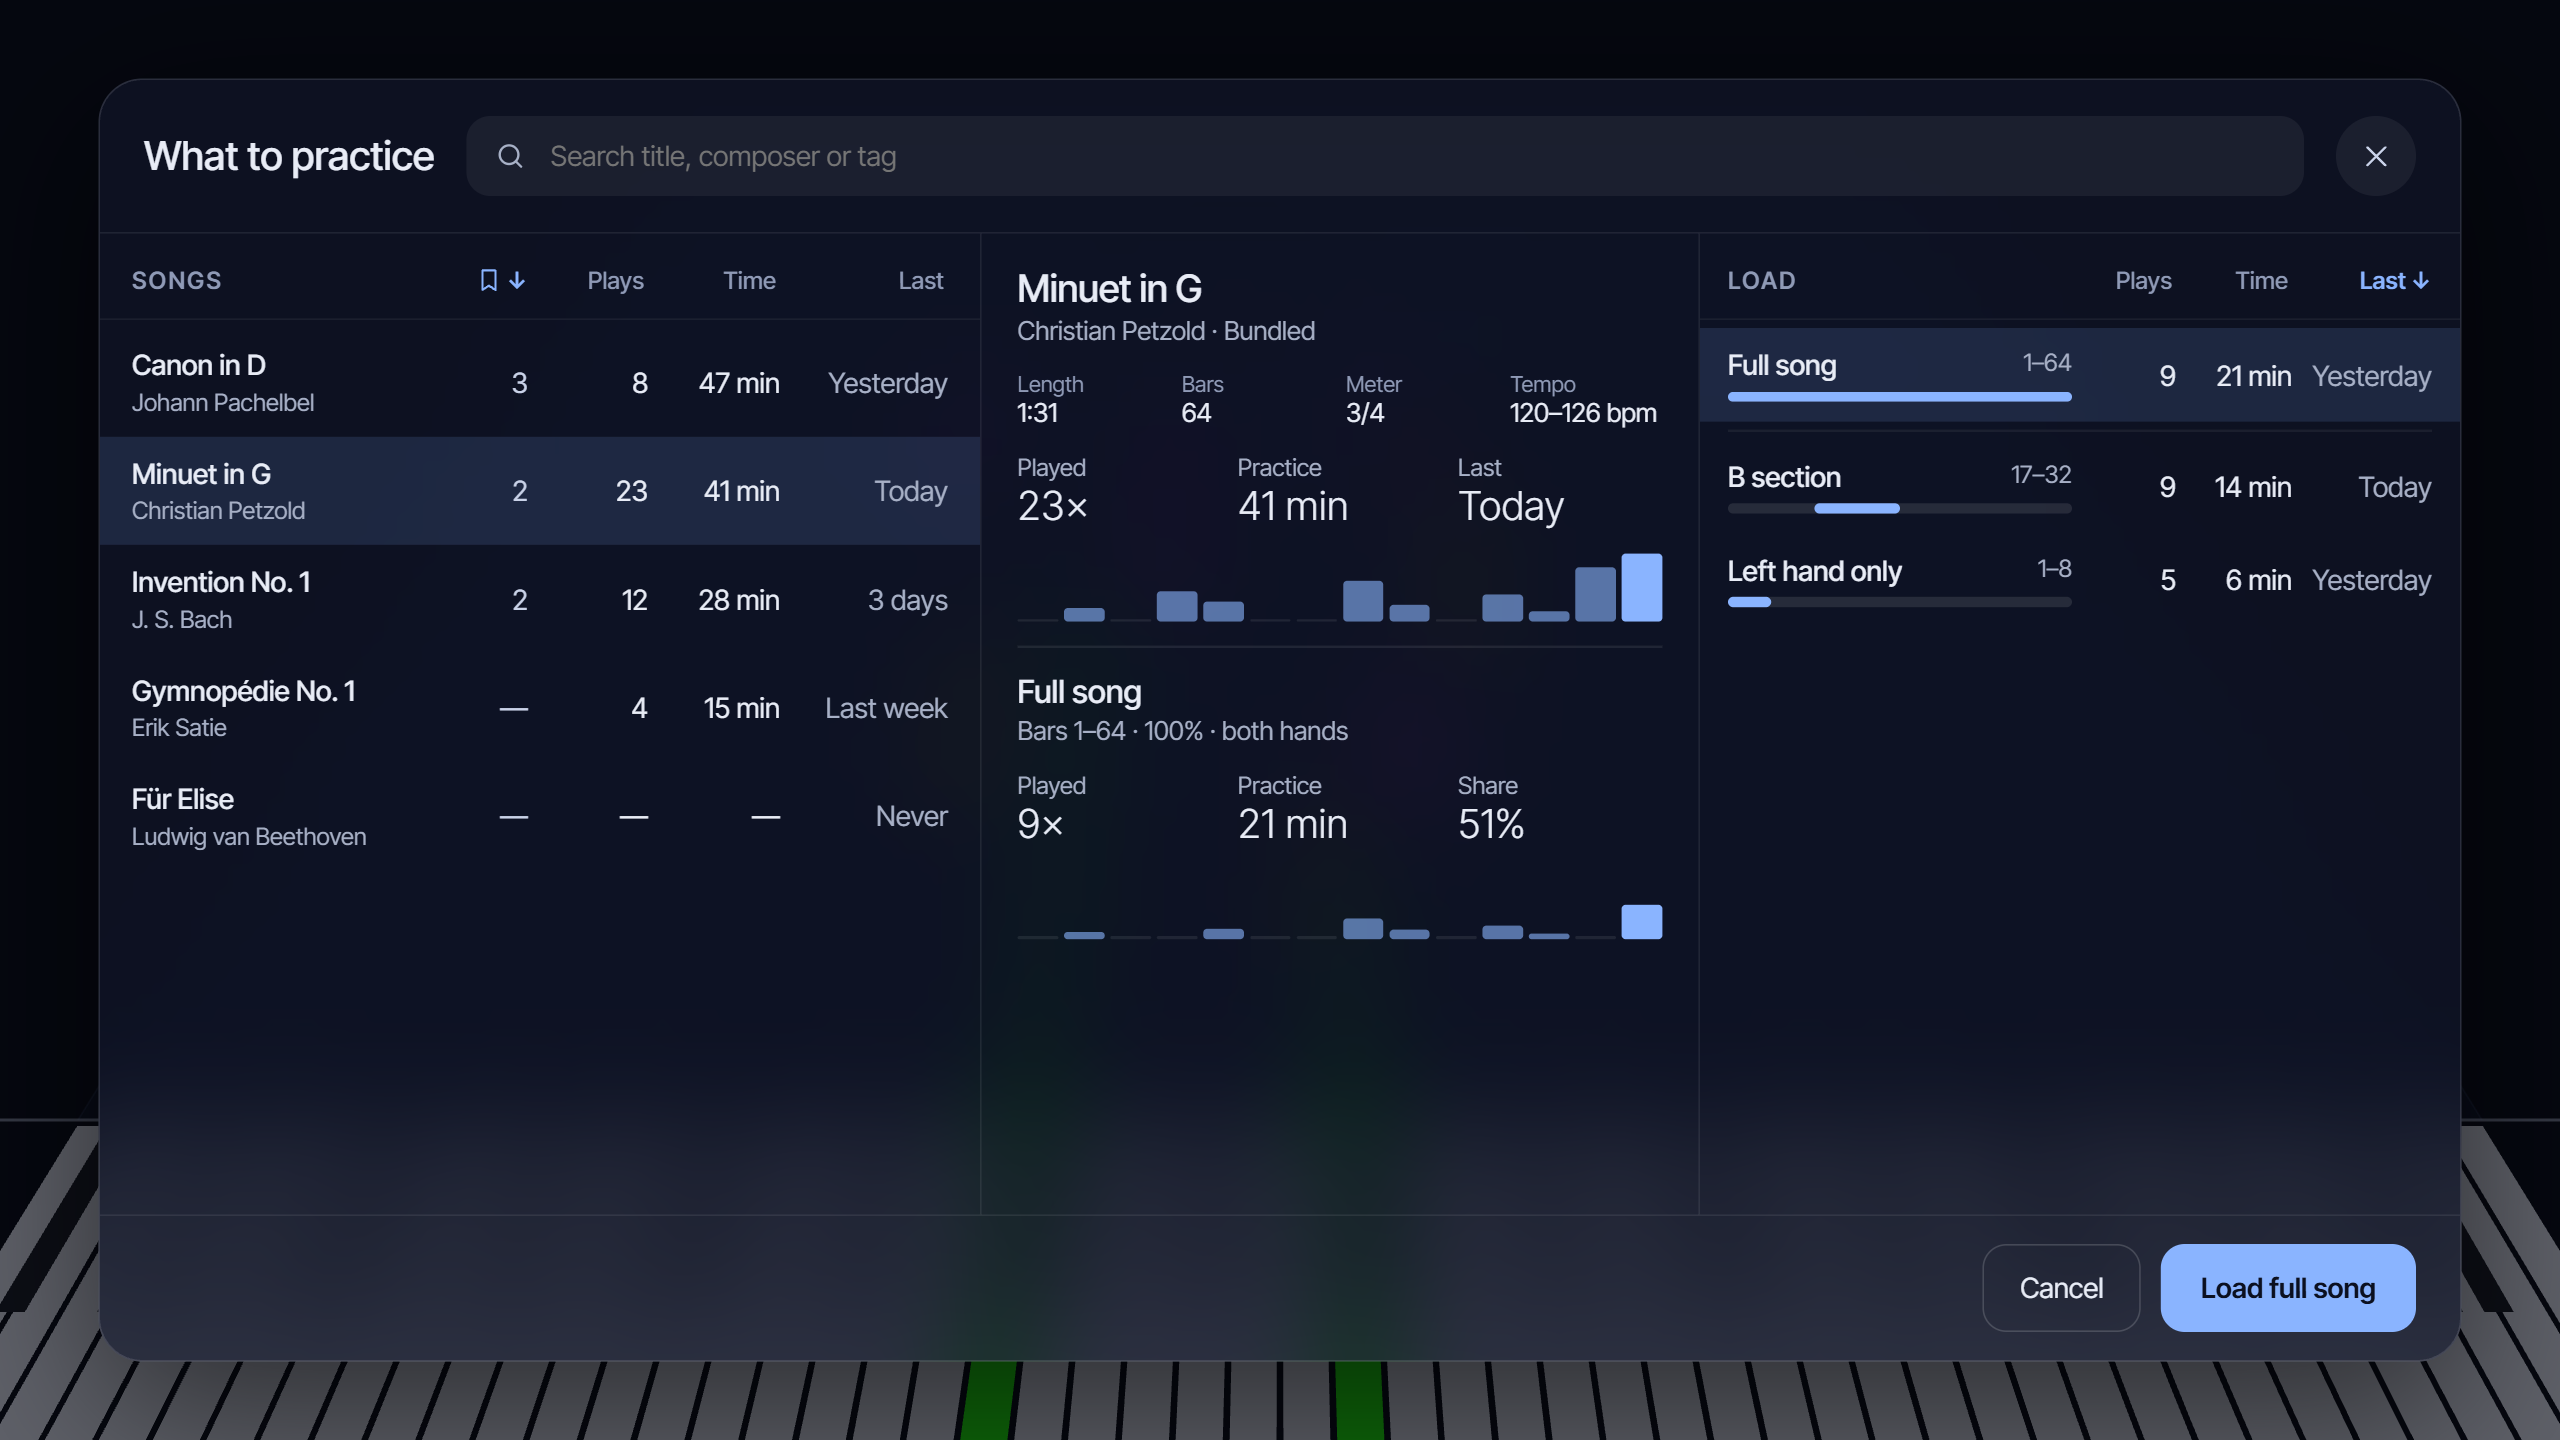 What to practice
Search title, composer or tag
SONGS Plays Time Last
Canon in D
Johann Pachelbel
3 8 47 min Yesterday
Minuet in G
Christian Petzold
2 23 41 min Today
Invention No. 1
J. S. Bach
2 12 28 min 3 days
Gymnopédie No. 1
Erik Satie
— 4 15 min Last week
Für Elise
Ludwig van Beethoven
— — — Never
Minuet in G
Christian Petzold · Bundled
Length Bars Meter Tempo
1:31 64 3/4 120–126 bpm
Played Practice Last
23× 41 min Today
Full song
Bars 1–64 · 100% · both hands
Played Practice Share
9× 21 min 51%
LOAD Plays Time Last
Full song 1–64 9 21 min Yesterday
B section 17–32 9 14 min Today
Left hand only 1–8 5 6 min Yesterday
Cancel Load full song